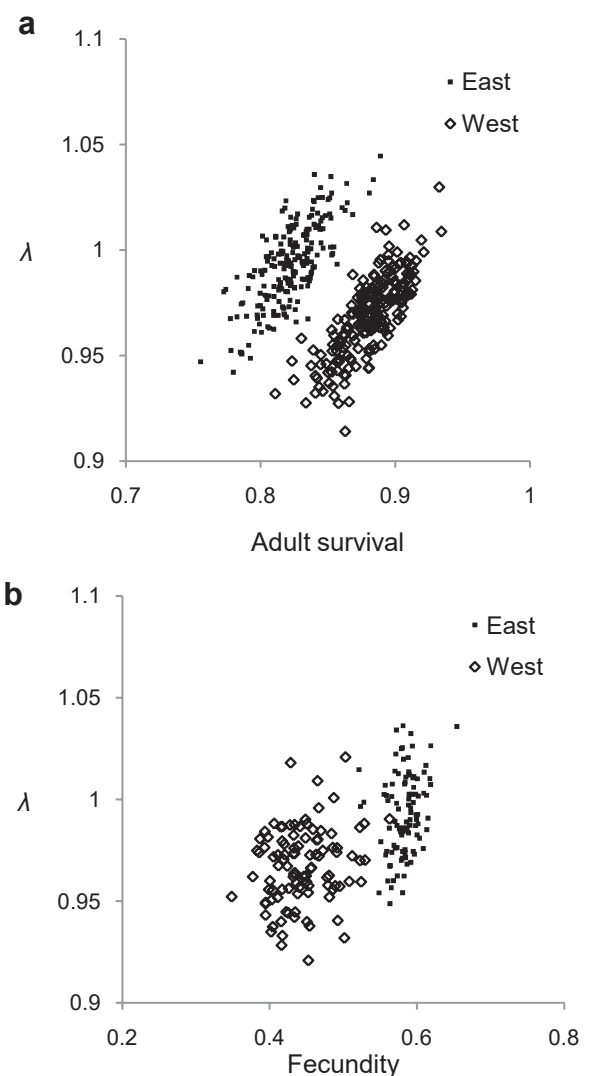 a
1.1
East
West
1.05
1
λ
0.95
0.9
0.7 0.8 0.9 1
Adult survival
b
1.1
East
West
1.05
1
λ
0.95
0.9
0.2 0.4 0.6 0.8
Fecundity